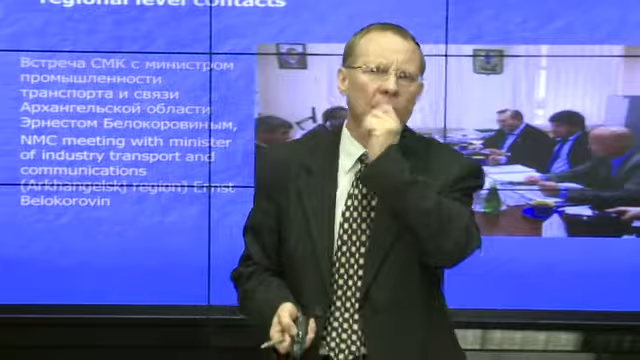 regional level contacts
Встреча СМК с министром
промышленности
транспорта и связи
Архангельской области
Эрнестом Белокоровиным,
NMC meeting with minister
of industry transport and
communications
(Arkhangelskj region) Ernst
Belokorovin